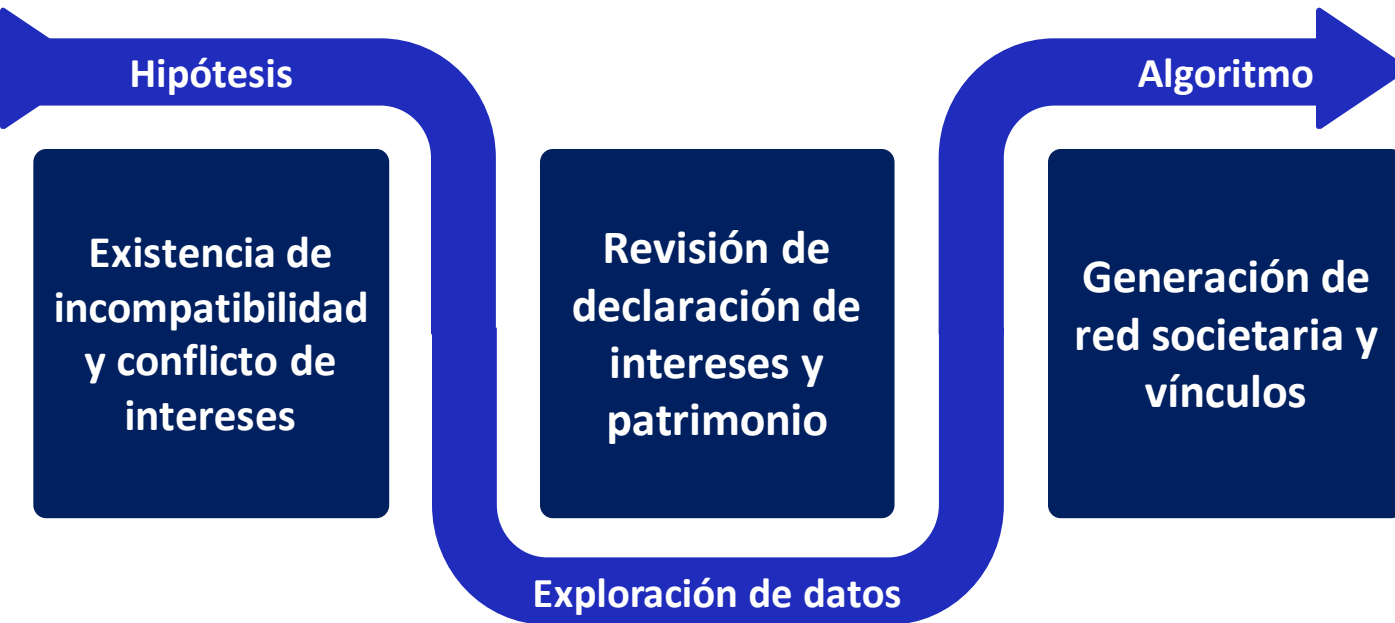 Hipótesis
Algoritmo
Existencia de
incompatibilidad
y conflicto de
intereses
Revisión de
declaración de
intereses y
patrimonio
Generación de
red societaria y
vínculos
Exploración de datos